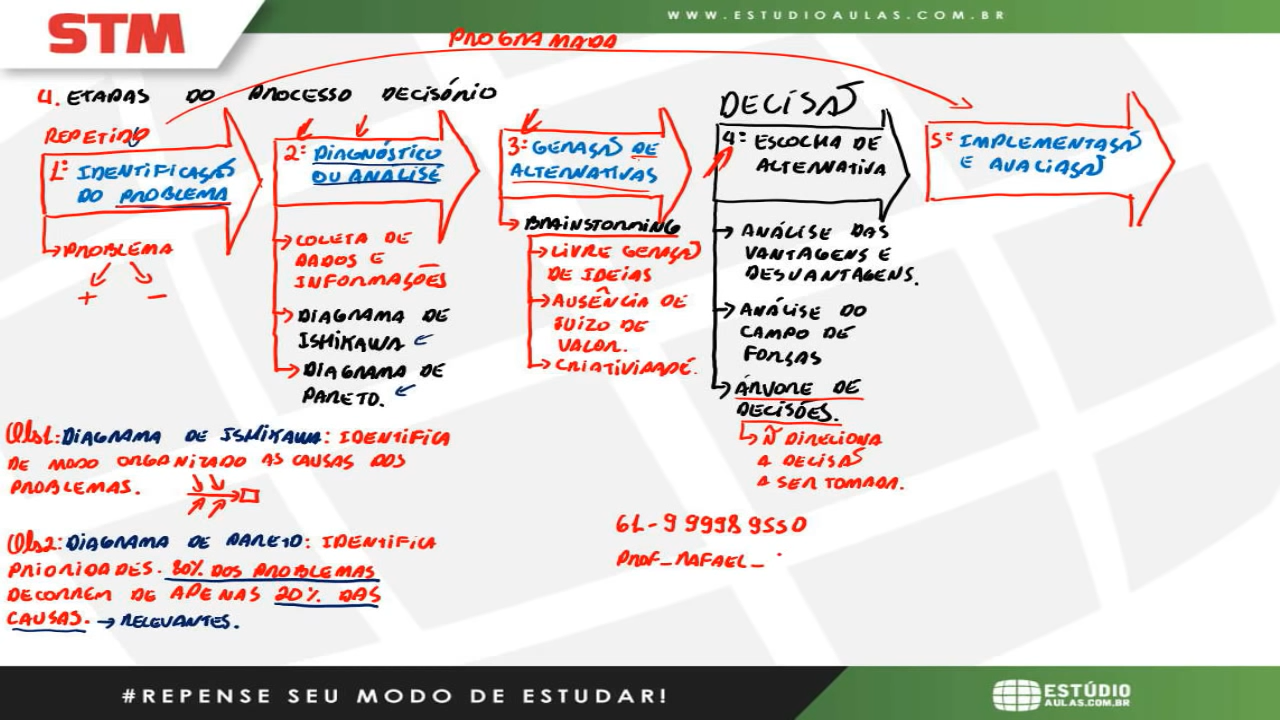 STM
WWW.ESTUDIOAULAS.COM.BR
PROGRAMADA
4. ETAPAS DO PROCESSO DECISÓRIO
REPETIDO
1ª IDENTIFICAÇÃO
DO PROBLEMA
→ PROBLEMA
+ −
2ª DIAGNÓSTICO
OU ANÁLISE
→ COLETA DE
DADOS E
INFORMAÇÕES
→ DIAGRAMA DE
ISHIKAWA ←
→ DIAGRAMA DE
PARETO. ←
3ª GERAÇÃO DE
ALTERNATIVAS
→ BRAINSTORMING
→ LIVRE GERAÇÃO
DE IDEIAS
→ AUSÊNCIA DE
JUÍZO DE
VALOR.
→ CRIATIVIDADE.
DECISÃO
4ª ESCOLHA DE
ALTERNATIVA
→ ANÁLISE DAS
VANTAGENS E
DESVANTAGENS.
→ ANÁLISE DO
CAMPO DE
FORÇAS
→ ÁRVORE DE
DECISÕES.
→ Ñ DIRECIONA
A DECISÃO
A SER TOMADA.
5ª IMPLEMENTAÇÃO
E AVALIAÇÃO
Obs1: DIAGRAMA DE ISHIKAWA: IDENTIFICA
DE MODO ORGANIZADO AS CAUSAS DOS
PROBLEMAS.
Obs2: DIAGRAMA DE PARETO: IDENTIFICA
PRIORIDADES. 80% DOS PROBLEMAS
DECORREM DE APENAS 20% DAS
CAUSAS. → RELEVANTES.
61-9 9998 9550
PROF_RAFAEL_
#REPENSE SEU MODO DE ESTUDAR!
ESTÚDIO
AULAS.COM.BR